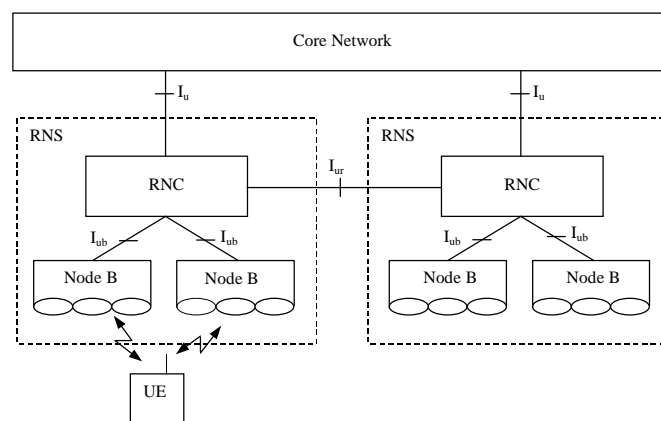 Core Network
Iu
Iu
RNS
RNS
Iur
RNC
RNC
Iub
Iub
Iub
Iub
Node B
Node B
Node B
Node B
UE